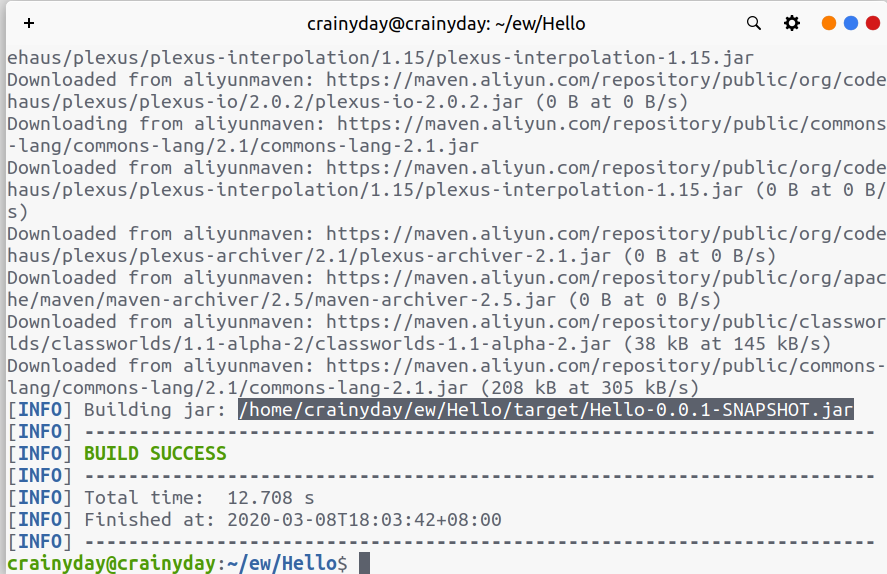 crainyday@crainyday: ~/ew/Hello
ehaus/plexus/plexus-interpolation/1.15/plexus-interpolation-1.15.jar
Downloaded from aliyunmaven: https://maven.aliyun.com/repository/public/org/code
haus/plexus/plexus-io/2.0.2/plexus-io-2.0.2.jar (0 B at 0 B/s)
Downloading from aliyunmaven: https://maven.aliyun.com/repository/public/commons
-lang/commons-lang/2.1/commons-lang-2.1.jar
Downloaded from aliyunmaven: https://maven.aliyun.com/repository/public/org/code
haus/plexus/plexus-interpolation/1.15/plexus-interpolation-1.15.jar (0 B at 0 B/
s)
Downloaded from aliyunmaven: https://maven.aliyun.com/repository/public/org/code
haus/plexus/plexus-archiver/2.1/plexus-archiver-2.1.jar (0 B at 0 B/s)
Downloaded from aliyunmaven: https://maven.aliyun.com/repository/public/org/apac
he/maven/maven-archiver/2.5/maven-archiver-2.5.jar (0 B at 0 B/s)
Downloaded from aliyunmaven: https://maven.aliyun.com/repository/public/classwor
lds/classworlds/1.1-alpha-2/classworlds-1.1-alpha-2.jar (38 kB at 145 kB/s)
Downloaded from aliyunmaven: https://maven.aliyun.com/repository/public/commons-
lang/commons-lang/2.1/commons-lang-2.1.jar (208 kB at 305 kB/s)
[INFO] Building jar: /home/crainyday/ew/Hello/target/Hello-0.0.1-SNAPSHOT.jar
[INFO] ------------------------------------------------------------------------
[INFO] BUILD SUCCESS
[INFO] ------------------------------------------------------------------------
[INFO] Total time:  12.708 s
[INFO] Finished at: 2020-03-08T18:03:42+08:00
[INFO] ------------------------------------------------------------------------
crainyday@crainyday:~/ew/Hello$